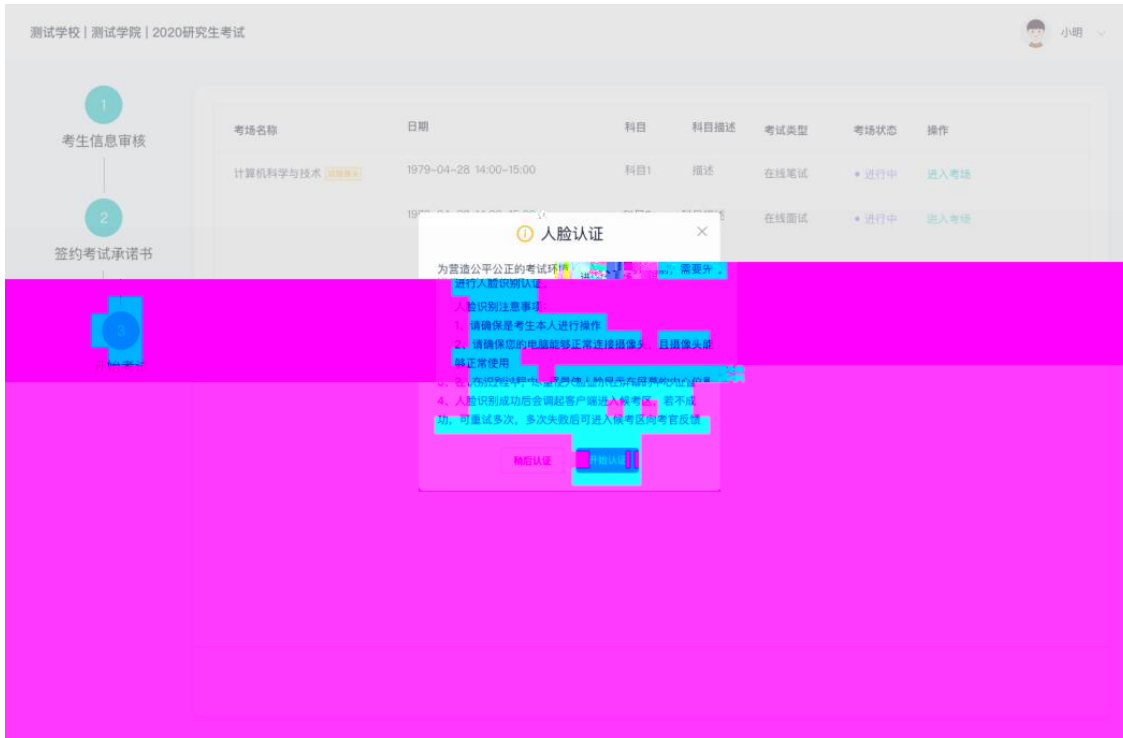 测试学校 | 测试学院 | 2020研究生考试
小明
1
考生信息审核
2
签约考试承诺书
3
考场名称 日期 科目 科目描述 考试类型 考场状态 操作
计算机科学与技术 1979-04-28 14:00-15:00 科目1 描述 在线笔试 进行中 进入考场
在线面试 进行中 进入考场
人脸认证
为营造公平公正的考试环境 需要先
进行人脸识别认证。
人脸识别注意事项:
1、请确保是考生本人进行操作
2、请确保您的电脑能够正常连接摄像头,且摄像头能
够正常使用
4、人脸识别成功后会调起客户端进入候考区。若不成
功,可重试多次,多次失败后可进入候考区向考官反馈
稍后认证
开始认证